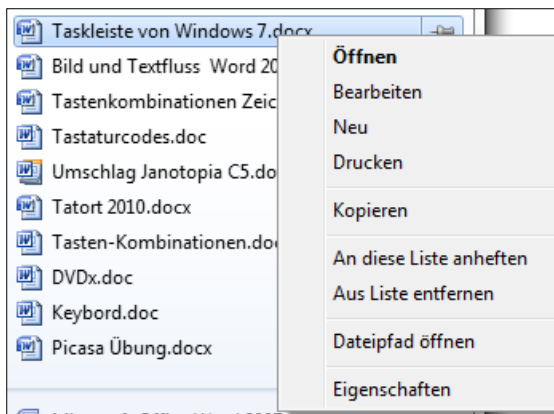 Taskleiste von Windows 7.docx
Bild und Textfluss Word 20
Tastenkombinationen Zeic
Tastaturcodes.doc
Umschlag Janotopia C5.do
Tatort 2010.docx
Tasten-Kombinationen.do
DVDx.doc
Keybord.doc
Picasa Übung.docx
Öffnen
Bearbeiten
Neu
Drucken
Kopieren
An diese Liste anheften
Aus Liste entfernen
Dateipfad öffnen
Eigenschaften